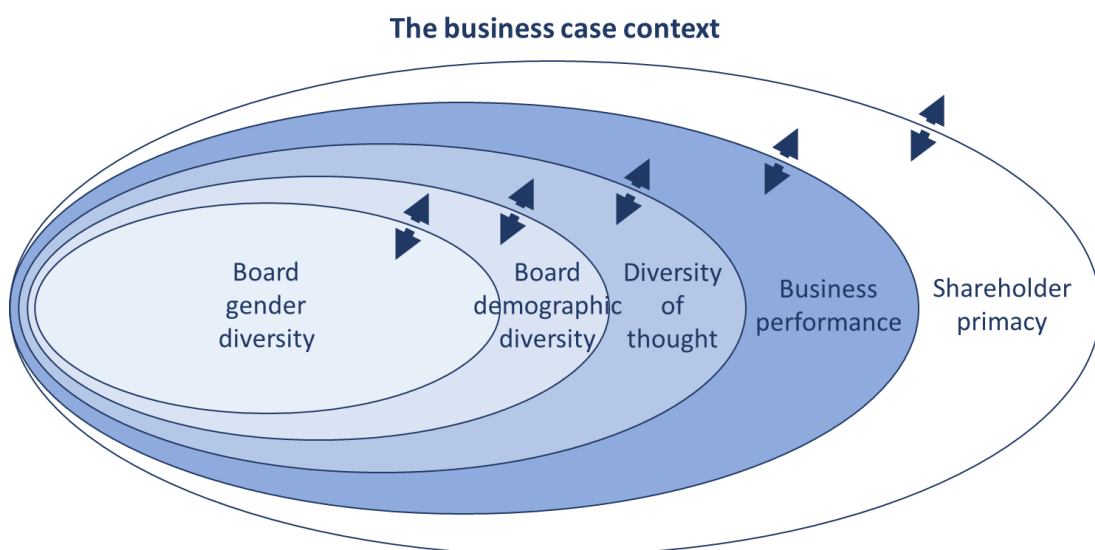 The business case context
Board
gender
diversity
Board
demographic
diversity
Diversity
of
thought
Business
performance
Shareholder
primacy